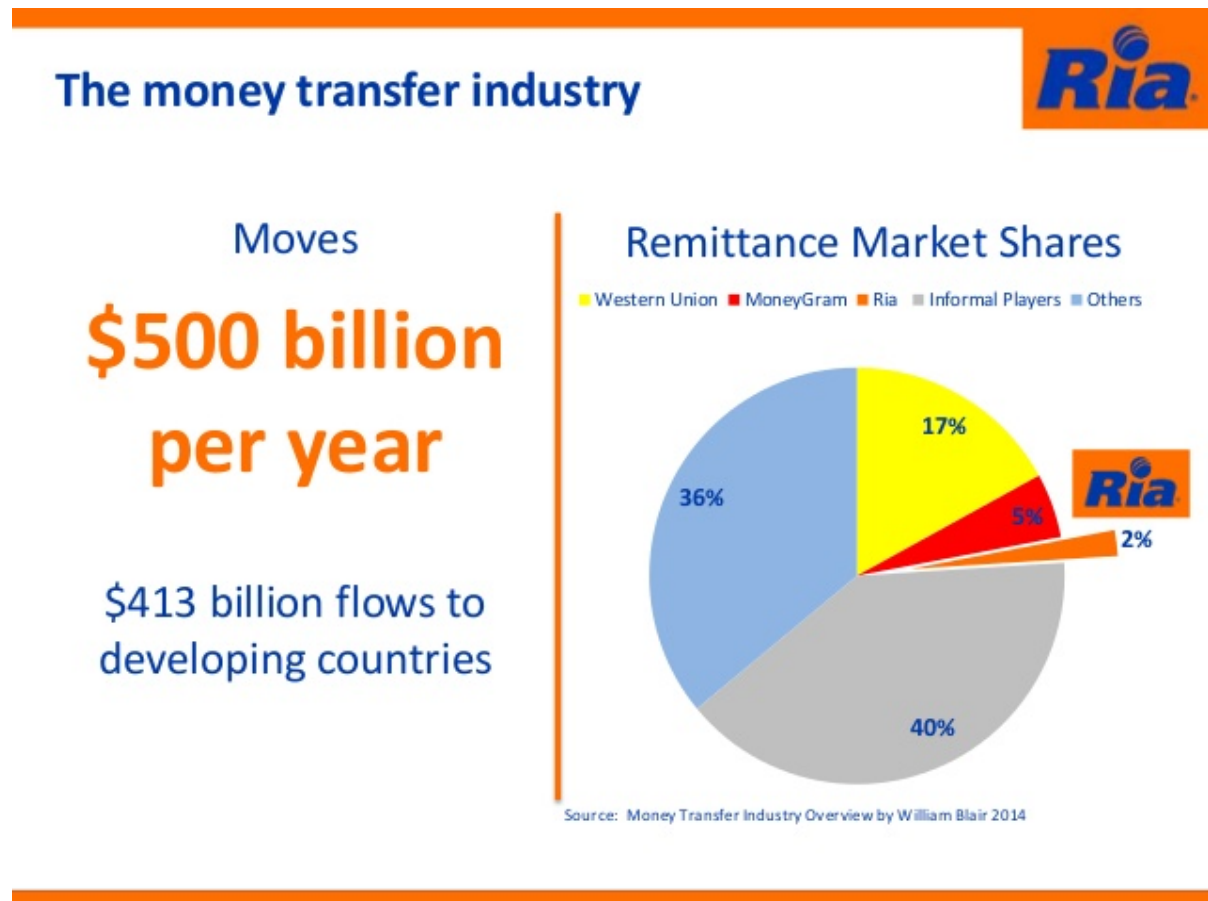 Ria
The money transfer industry
Moves
$500 billion
per year
$413 billion flows to
developing countries
Remittance Market Shares
Western Union MoneyGram Ria Informal Players Others
17%
Ria
36%
5%
2%
40%
Source: Money Transfer Industry Overview by William Blair 2014